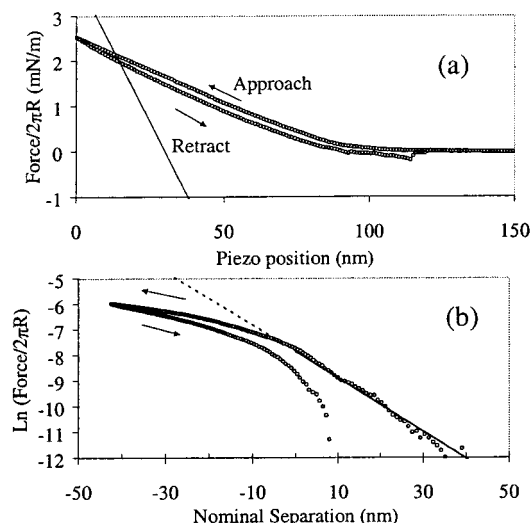 3
2
1
0
-1
Force/2πR (mN/m)
(a)
Approach
Retract
0 50 100 150
Piezo position (nm)
-5
-6
-7
-8
-9
-10
-11
-12
Ln (Force/2πR)
(b)
-50 -30 -10 10 30 50
Nominal Separation (nm)